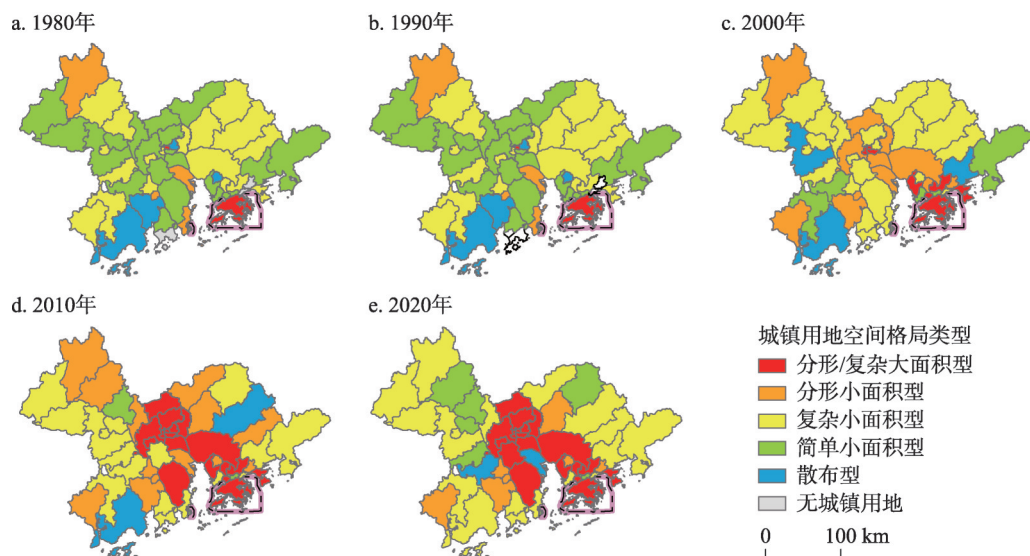 a. 1980年
b. 1990年
c. 2000年
d. 2010年
e. 2020年
城镇用地空间格局类型
分形/复杂大面积型
分形小面积型
复杂小面积型
简单小面积型
散布型
无城镇用地
0 100 km